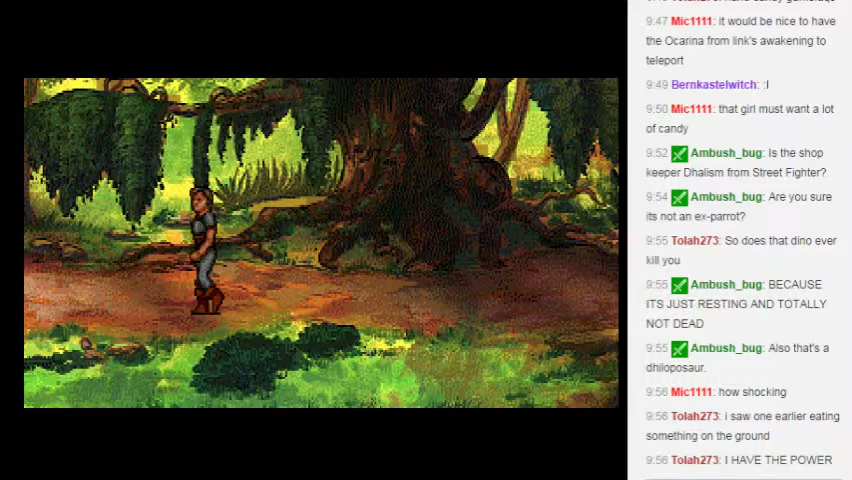 9:47 Mic1111: it would be nice to have
the Ocarina from link's awakening to
teleport
9:49 Bernkastelwitch: :I
9:50 Mic1111: that girl must want a lot
of candy
9:52 Ambush_bug: Is the shop
keeper Dhalism from Street Fighter?
9:54 Ambush_bug: Are you sure
its not an ex-parrot?
9:55 Tolah273: So does that dino ever
kill you
9:55 Ambush_bug: BECAUSE
ITS JUST RESTING AND TOTALLY
NOT DEAD
9:55 Ambush_bug: Also that's a
dhiloposaur.
9:56 Mic1111: how shocking
9:56 Tolah273: i saw one earlier eating
something on the ground
9:56 Tolah273: I HAVE THE POWER